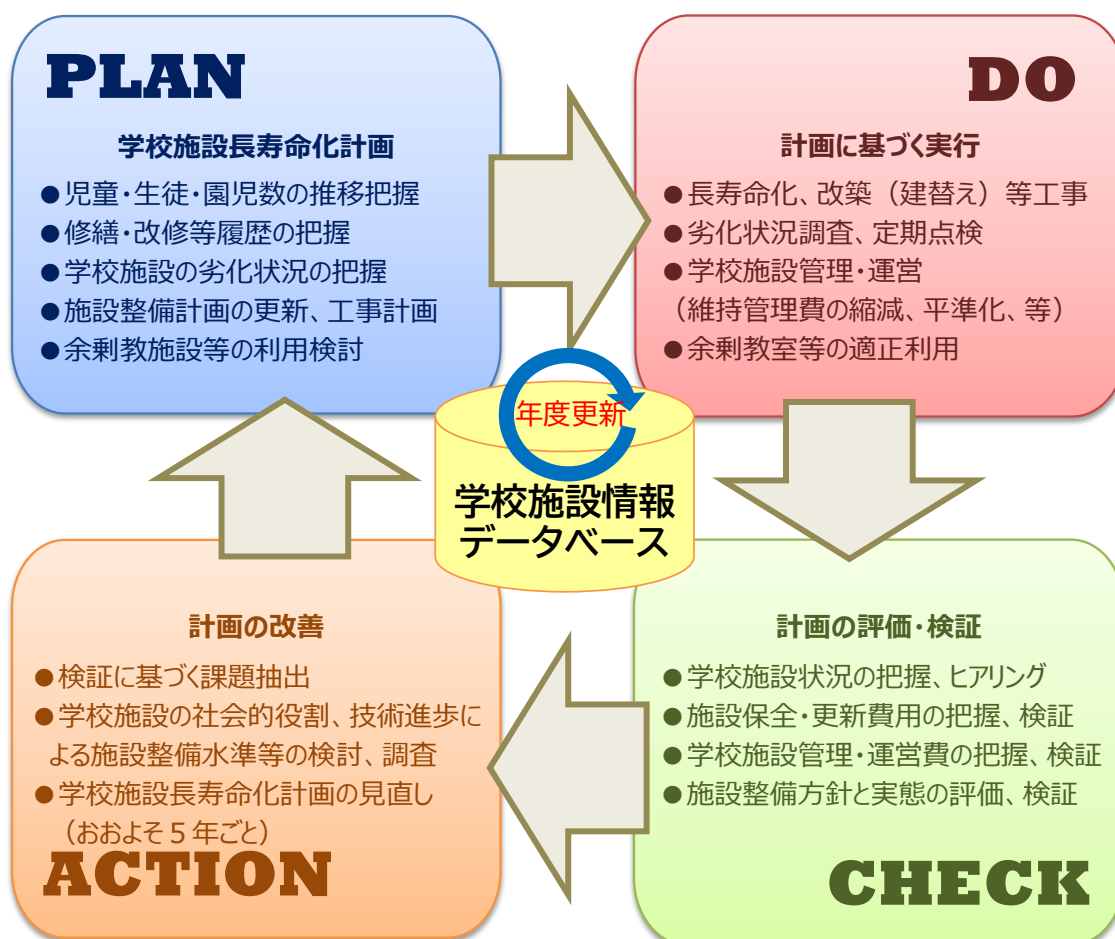 PLAN
学校施設長寿命化計画
●児童・生徒・園児数の推移把握
●修繕・改修等履歴の把握
●学校施設の劣化状況の把握
●施設整備計画の更新、工事計画
●余剰教施設等の利用検討
DO
計画に基づく実行
●長寿命化、改築（建替え）等工事
●劣化状況調査、定期点検
●学校施設管理・運営
（維持管理費の縮減、平準化、等）
●余剰教室等の適正利用
年度更新
学校施設情報
データベース
計画の改善
●検証に基づく課題抽出
●学校施設の社会的役割、技術進歩に
よる施設整備水準等の検討、調査
●学校施設長寿命化計画の見直し
（おおよそ５年ごと）
ACTION
計画の評価・検証
●学校施設状況の把握、ヒアリング
●施設保全・更新費用の把握、検証
●学校施設管理・運営費の把握、検証
●施設整備方針と実態の評価、検証
CHECK